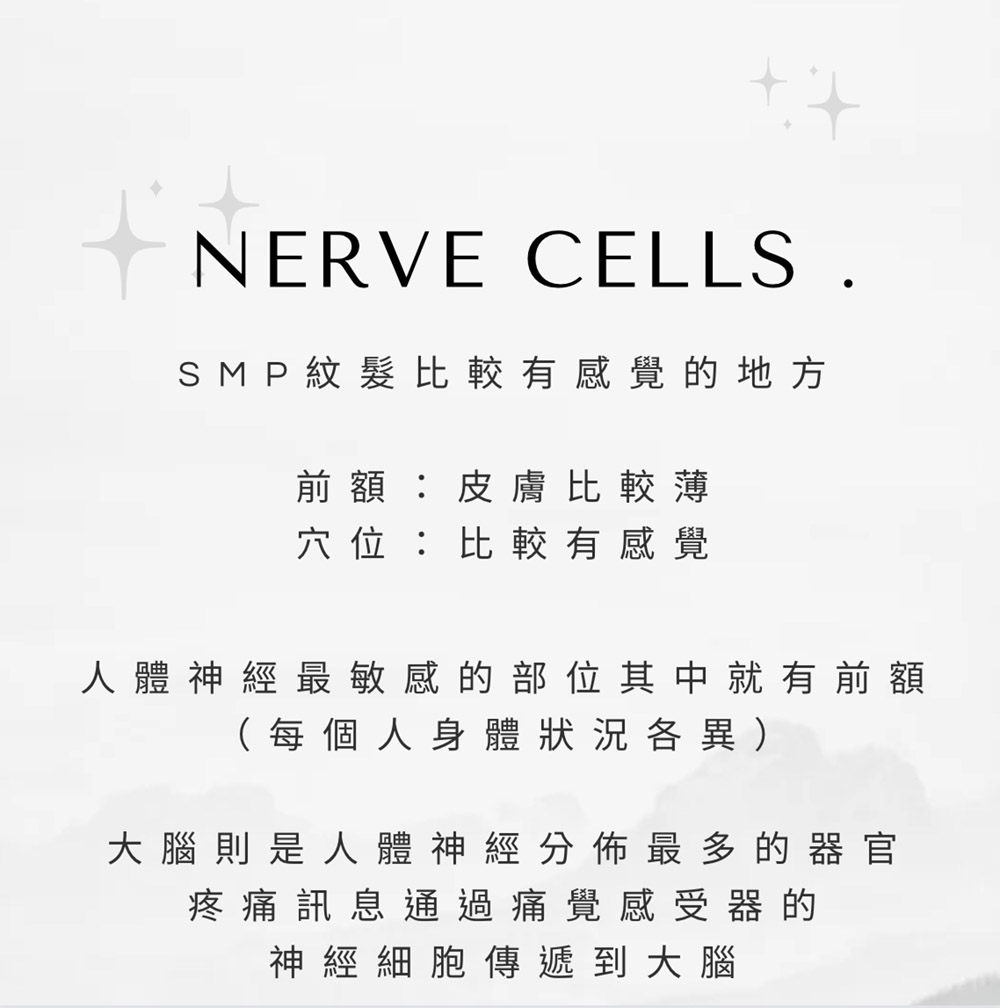 NERVE CELLS .
SMP紋髮比較有感覺的地方
前額：皮膚比較薄
穴位：比較有感覺
人體神經最敏感的部位其中就有前額
（每個人身體狀況各異）
大腦則是人體神經分佈最多的器官
疼痛訊息通過痛覺感受器的
神經細胞傳遞到大腦